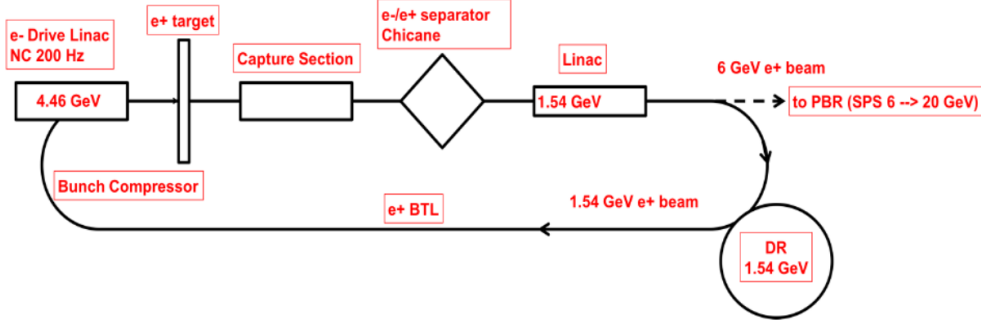 e- Drive Linac
NC 200 Hz
4.46 GeV
e+ target
Capture Section
e-/e+ separator
Chicane
Linac
1.54 GeV
6 GeV e+ beam
to PBR (SPS 6 --> 20 GeV)
Bunch Compressor
e+ BTL
1.54 GeV e+ beam
DR
1.54 GeV